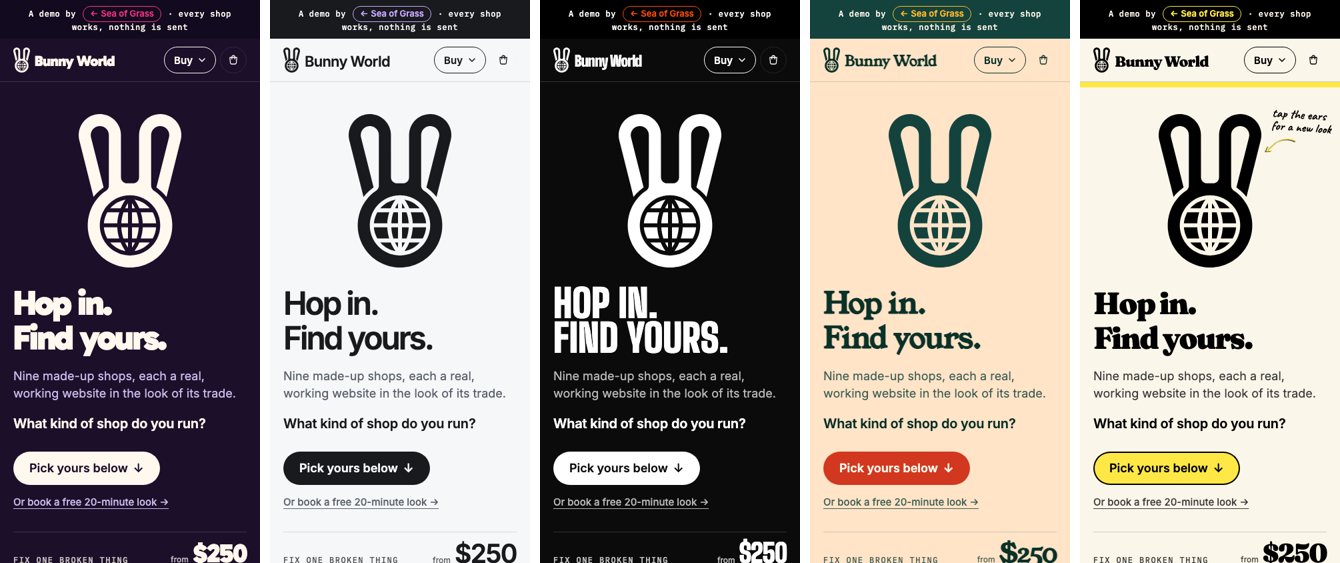 A demo by ← Sea of Grass · every shop
works, nothing is sent
Bunny World
Buy
Hop in.
Find yours.
Nine made-up shops, each a real,
working website in the look of its trade.
What kind of shop do you run?
Pick yours below ↓
Or book a free 20-minute look →
FIX ONE BROKEN THING
from $250
A demo by ← Sea of Grass · every shop
works, nothing is sent
Bunny World
Buy
Hop in.
Find yours.
Nine made-up shops, each a real,
working website in the look of its trade.
What kind of shop do you run?
Pick yours below ↓
Or book a free 20-minute look →
FIX ONE BROKEN THING
from $250
A demo by ← Sea of Grass · every shop
works, nothing is sent
Bunny World
Buy
HOP IN.
FIND YOURS.
Nine made-up shops, each a real,
working website in the look of its trade.
What kind of shop do you run?
Pick yours below ↓
Or book a free 20-minute look →
FIX ONE BROKEN THING
from $250
A demo by ← Sea of Grass · every shop
works, nothing is sent
Bunny World
Buy
Hop in.
Find yours.
Nine made-up shops, each a real,
working website in the look of its trade.
What kind of shop do you run?
Pick yours below ↓
Or book a free 20-minute look →
FIX ONE BROKEN THING
from $250
A demo by ← Sea of Grass · every shop
works, nothing is sent
Bunny World
Buy
tap the ears
for a new look
Hop in.
Find yours.
Nine made-up shops, each a real,
working website in the look of its trade.
What kind of shop do you run?
Pick yours below ↓
Or book a free 20-minute look →
FIX ONE BROKEN THING
from $250